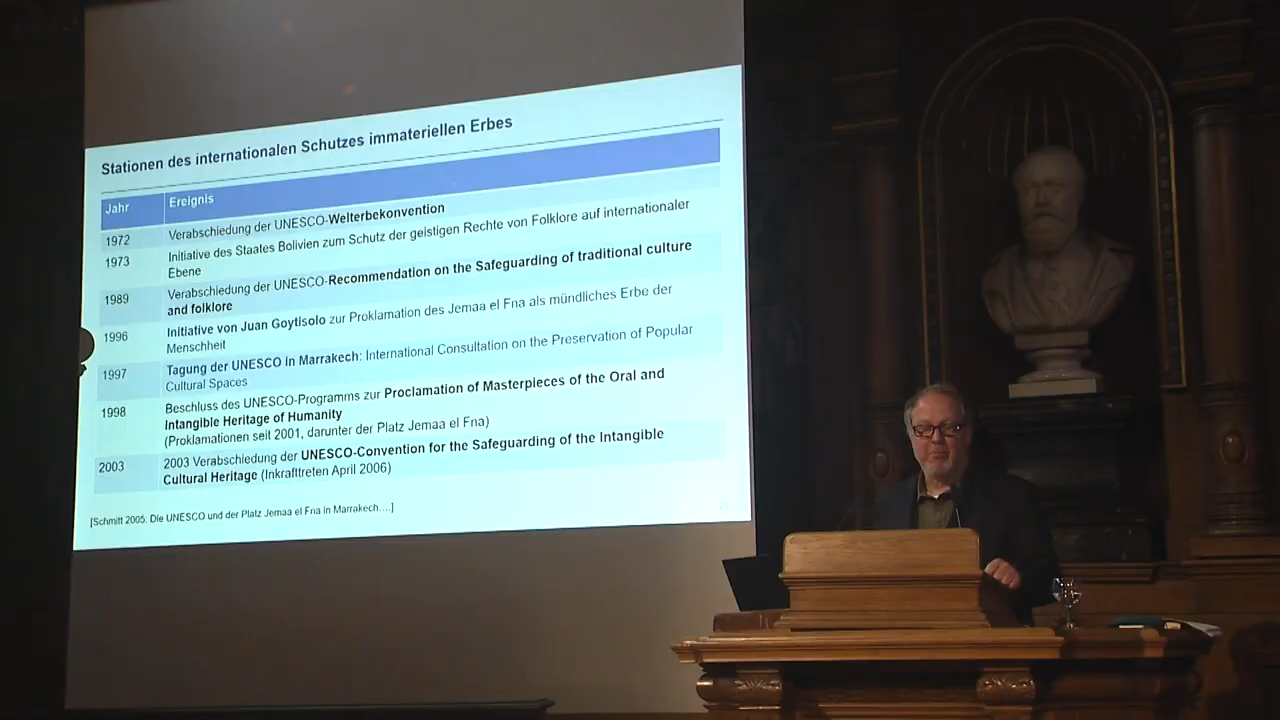 Stationen des internationalen Schutzes immateriellen Erbes
Jahr Ereignis
1972 Verabschiedung der UNESCO-Welterbekonvention
1973 Initiative des Staates Bolivien zum Schutz der geistigen Rechte von Folklore auf internationaler
Ebene
1989 Verabschiedung der UNESCO-Recommendation on the Safeguarding of traditional culture
and folklore
1996 Initiative von Juan Goytisolo zur Proklamation des Jemaa el Fna als mündliches Erbe der
Menschheit
1997 Tagung der UNESCO in Marrakech: International Consultation on the Preservation of Popular
Cultural Spaces
1998 Beschluss des UNESCO-Programms zur Proclamation of Masterpieces of the Oral and
Intangible Heritage of Humanity
(Proklamationen seit 2001, darunter der Platz Jemaa el Fna)
2003 2003 Verabschiedung der UNESCO-Convention for the Safeguarding of the Intangible
Cultural Heritage (Inkrafttreten April 2006)
[Schmitt 2005: Die UNESCO und der Platz Jemaa el Fna in Marrakech....]